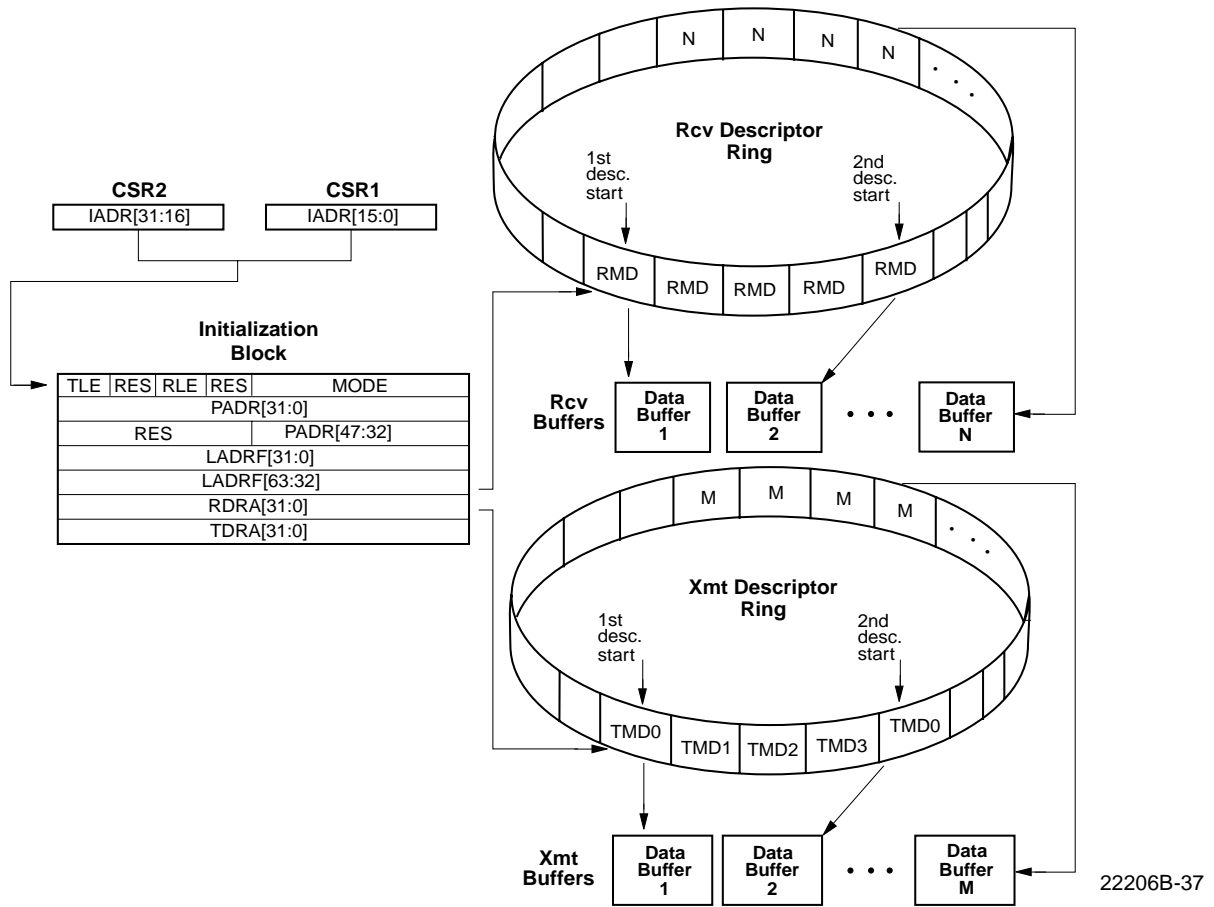 N N N N
Rcv Descriptor
Ring
1st
desc.
start
2nd
desc.
start
RMD RMD RMD RMD RMD
CSR2
IADR[31:16]
CSR1
IADR[15:0]
Initialization
Block
TLE RES RLE RES MODE
PADR[31:0]
RES PADR[47:32]
LADRF[31:0]
LADRF[63:32]
RDRA[31:0]
TDRA[31:0]
Rcv
Buffers
Data
Buffer
1
Data
Buffer
2
• • •
Data
Buffer
N
M M M M
Xmt Descriptor
Ring
1st
desc.
start
2nd
desc.
start
TMD0 TMD1 TMD2 TMD3 TMD0
Xmt
Buffers
Data
Buffer
1
Data
Buffer
2
• • •
Data
Buffer
M
22206B-37